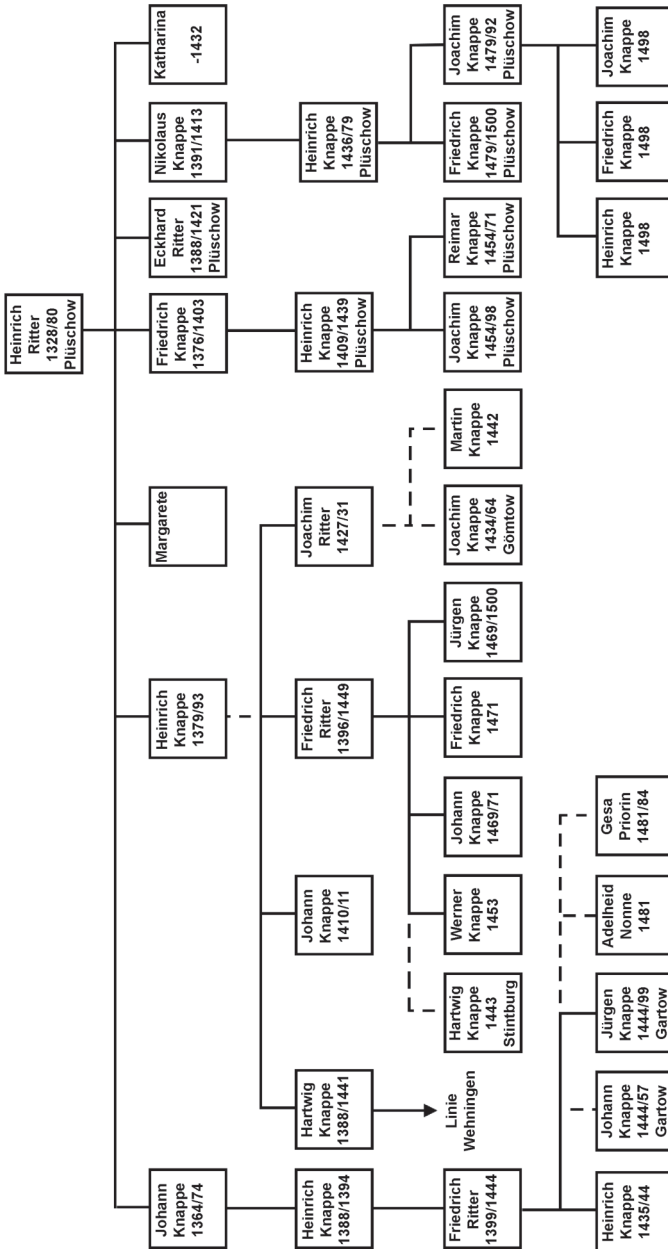 Heinrich
Ritter
1328/80
Plüschow
Johann
Knappe
1364/74
Heinrich
Knappe
1379/93
Margarete
Friedrich
Knappe
1376/1403
Eckhard
Ritter
1388/1421
Plüschow
Nikolaus
Knappe
1391/1413
Katharina
-1432
Heinrich
Knappe
1388/1394
Hartwig
Knappe
1388/1441
Johann
Knappe
1410/11
Friedrich
Ritter
1396/1449
Joachim
Ritter
1427/31
Heinrich
Knappe
1409/1439
Plüschow
Heinrich
Knappe
1436/79
Plüschow
Friedrich
Ritter
1399/1444
Linie
Wehningen
Hartwig
Knappe
1443
Stintburg
Werner
Knappe
1453
Johann
Knappe
1469/71
Friedrich
Knappe
1471
Jürgen
Knappe
1469/1500
Joachim
Knappe
1434/64
Gömtow
Martin
Knappe
1442
Joachim
Knappe
1454/98
Plüschow
Reimar
Knappe
1454/71
Plüschow
Friedrich
Knappe
1479/1500
Plüschow
Joachim
Knappe
1479/92
Plüschow
Heinrich
Knappe
1435/44
Johann
Knappe
1444/57
Gartow
Jürgen
Knappe
1444/99
Gartow
Adelheid
Nonne
1481
Gesa
Priorin
1481/84
Heinrich
Knappe
1498
Friedrich
Knappe
1498
Joachim
Knappe
1498